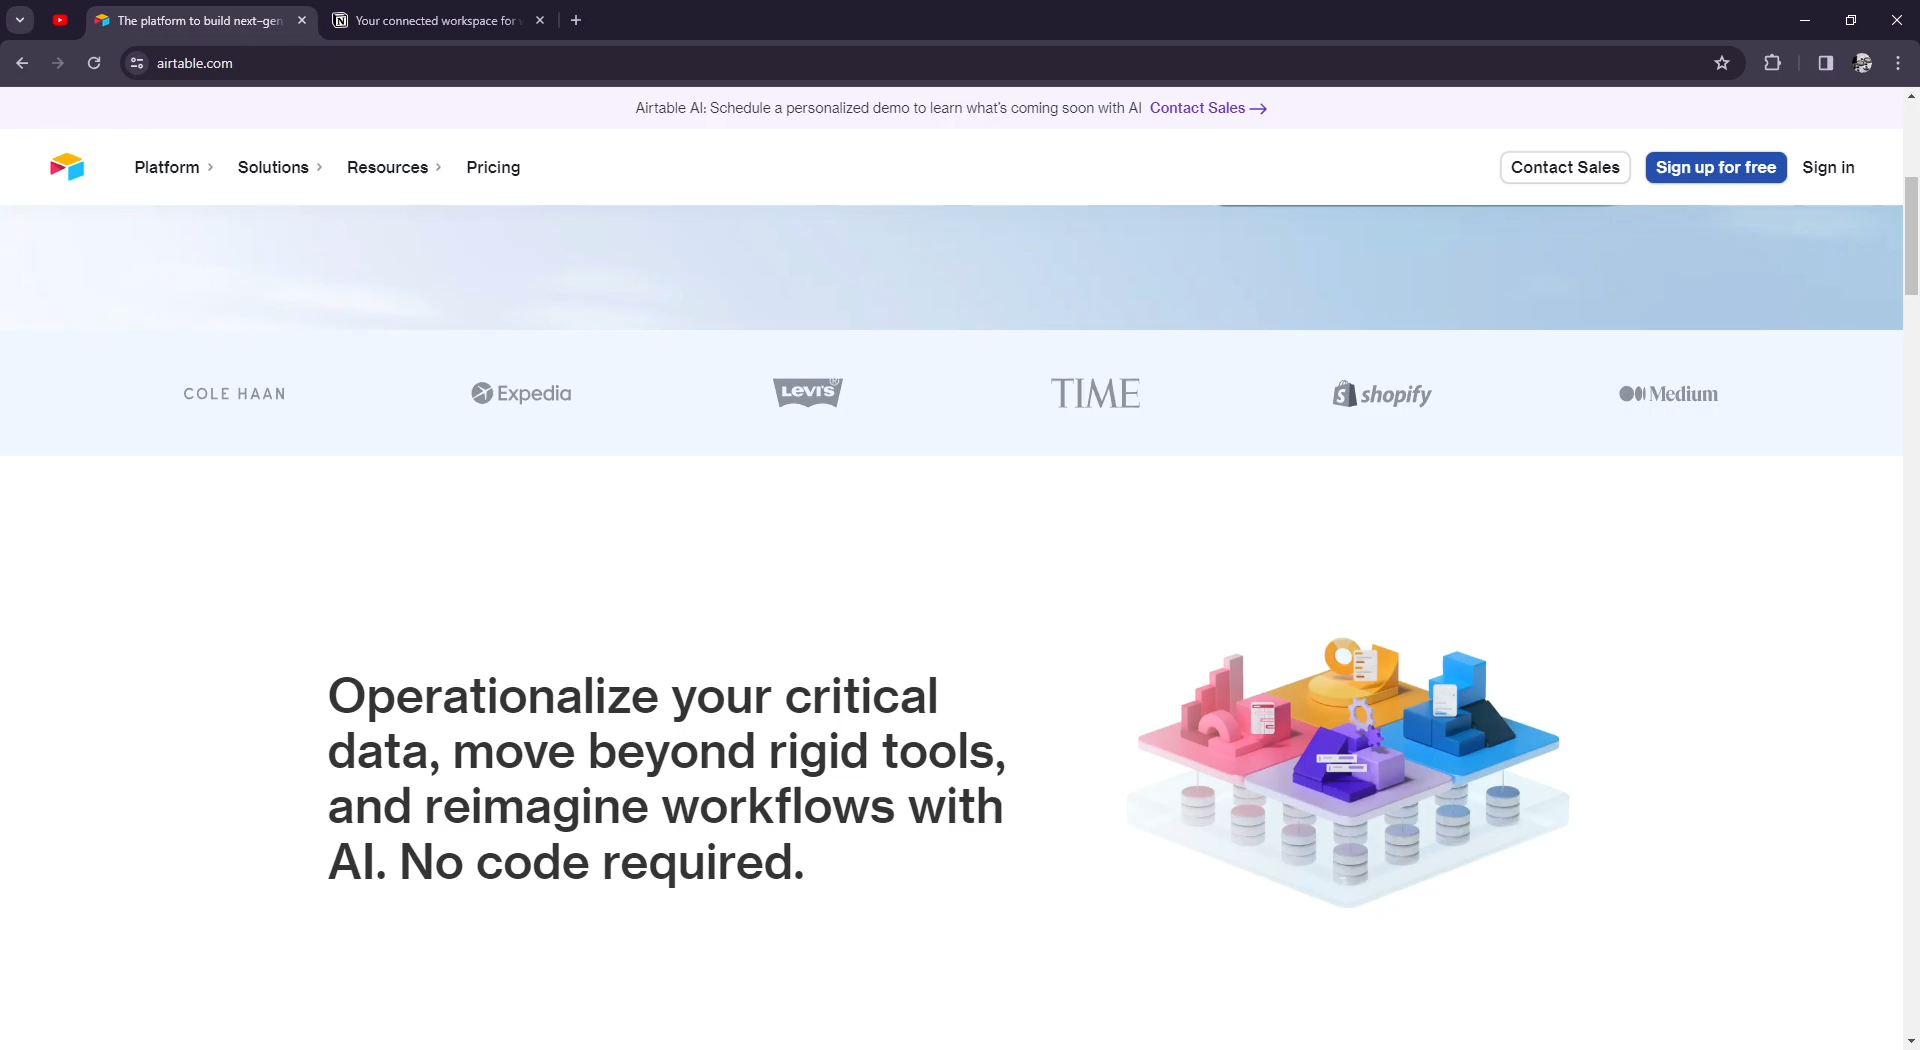 The platform to build next-gen
Your connected workspace for
airtable.com
Airtable AI: Schedule a personalized demo to learn what's coming soon with AI Contact Sales →
Platform Solutions Resources Pricing Contact Sales Sign up for free Sign in
COLE HAAN Expedia LEVI'S® TIME shopify Medium
Operationalize your critical
data, move beyond rigid tools,
and reimagine workflows with
AI. No code required.